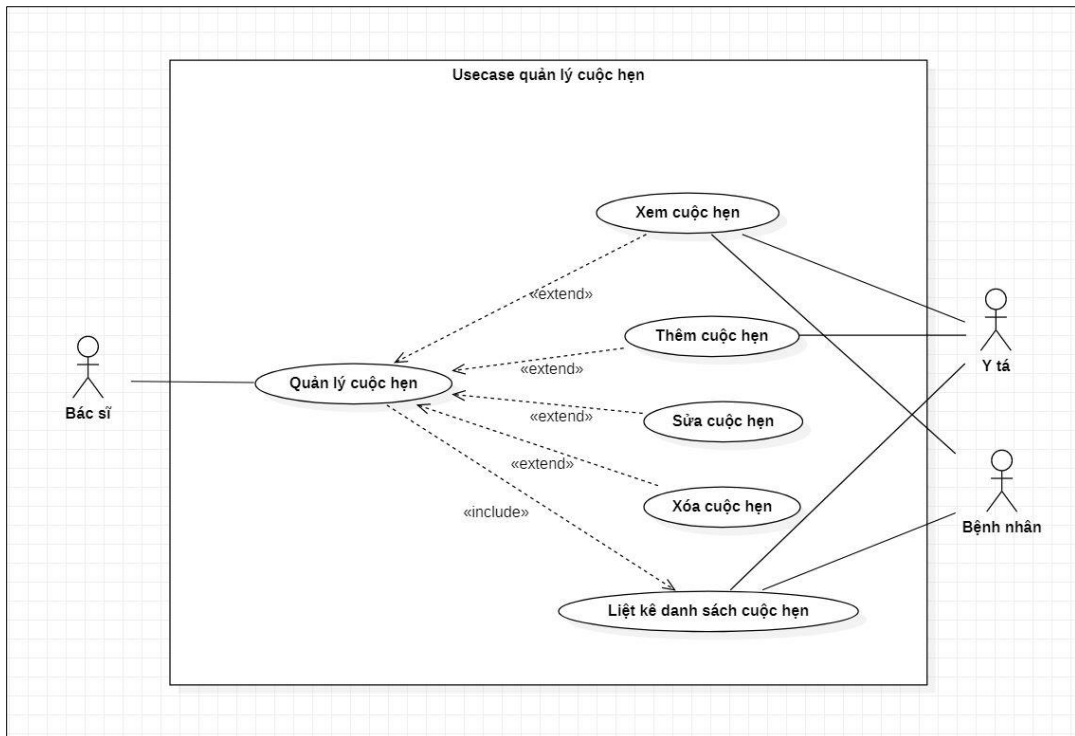 Usecase quản lý cuộc hẹn
Xem cuộc hẹn
«extend»
Thêm cuộc hẹn
«extend»
Y tá
Quản lý cuộc hẹn
Bác sĩ
«extend»
Sửa cuộc hẹn
«extend»
Xóa cuộc hẹn
«include»
Bệnh nhân
Liệt kê danh sách cuộc hẹn